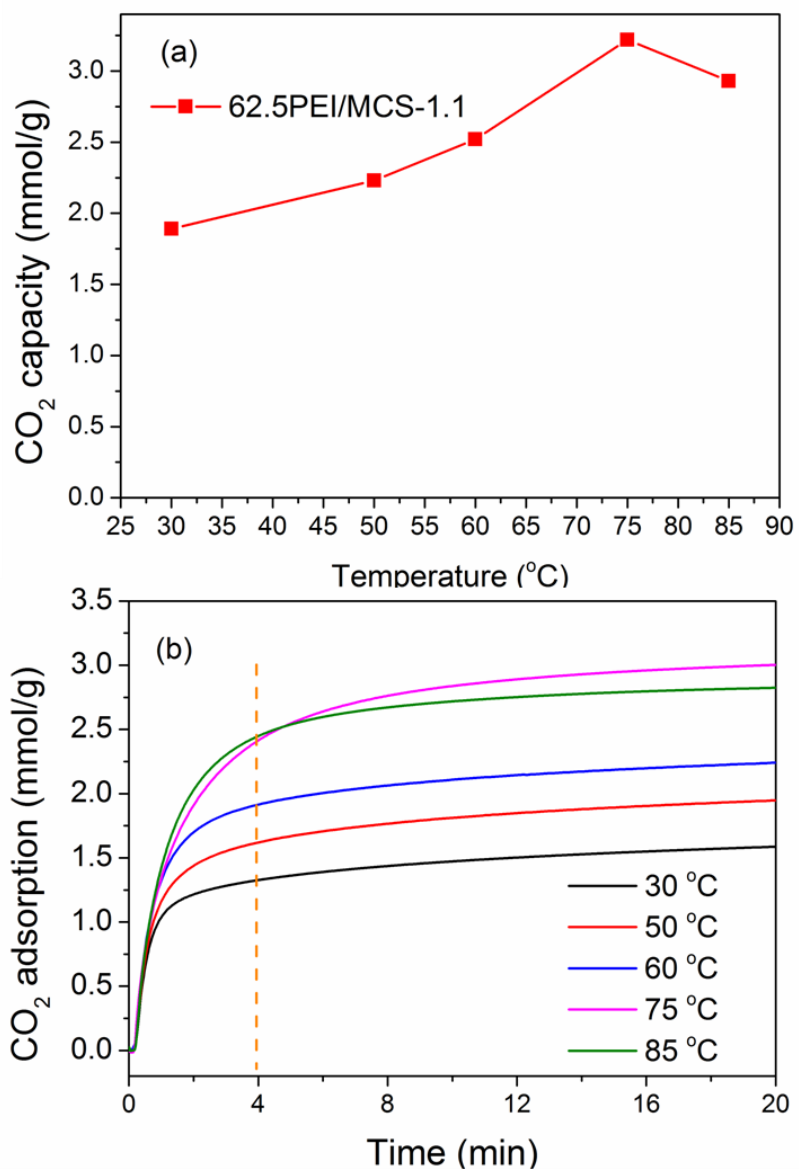 (a)
62.5PEI/MCS-1.1
CO₂ capacity (mmol/g)
3.0
2.5
2.0
1.5
1.0
0.5
0.0
25 30 35 40 45 50 55 60 65 70 75 80 85 90
Temperature (°C)
(b)
CO₂ adsorption (mmol/g)
3.5
3.0
2.5
2.0
1.5
1.0
0.5
0.0
30 °C
50 °C
60 °C
75 °C
85 °C
0 4 8 12 16 20
Time (min)